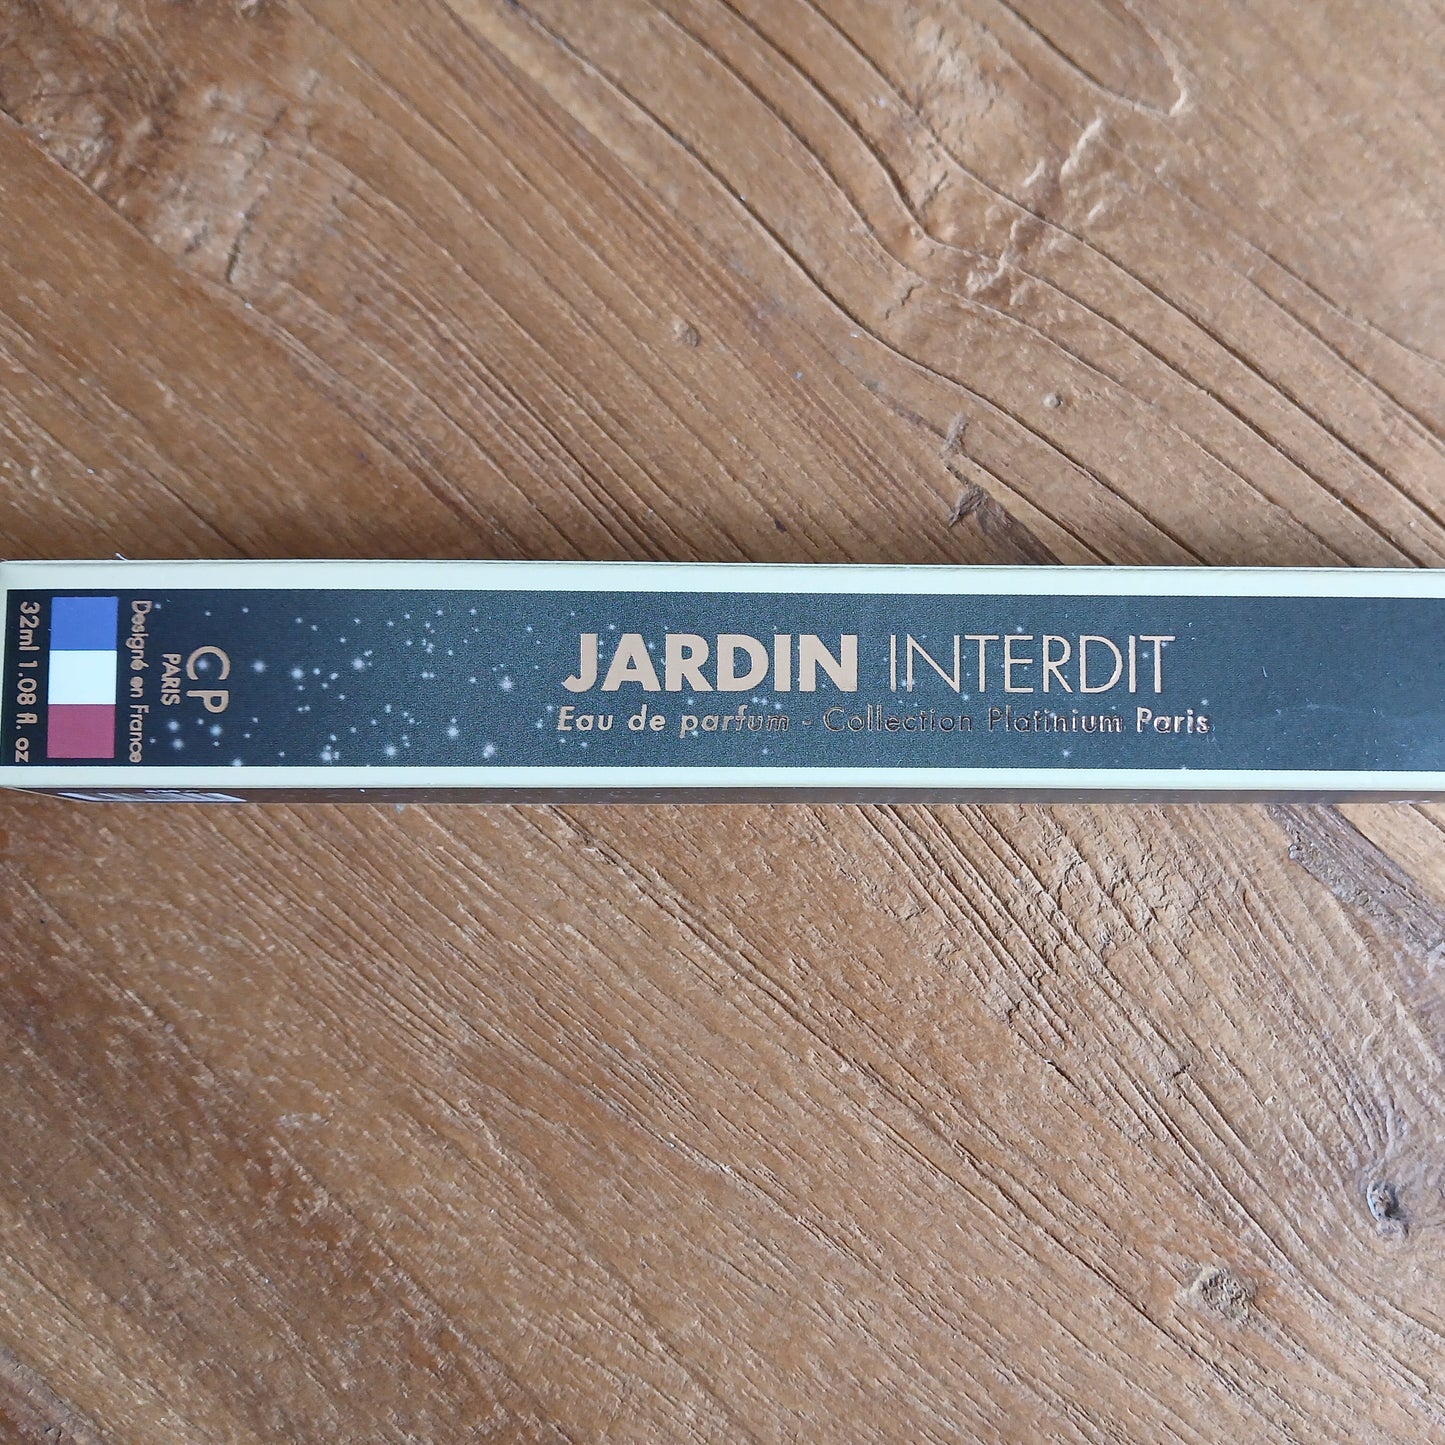 JARDIN INTERDIT
Eau de parfum - Collection Platinium Paris
CP
PARIS
Designé en France
32ml 1.08 fl. oz